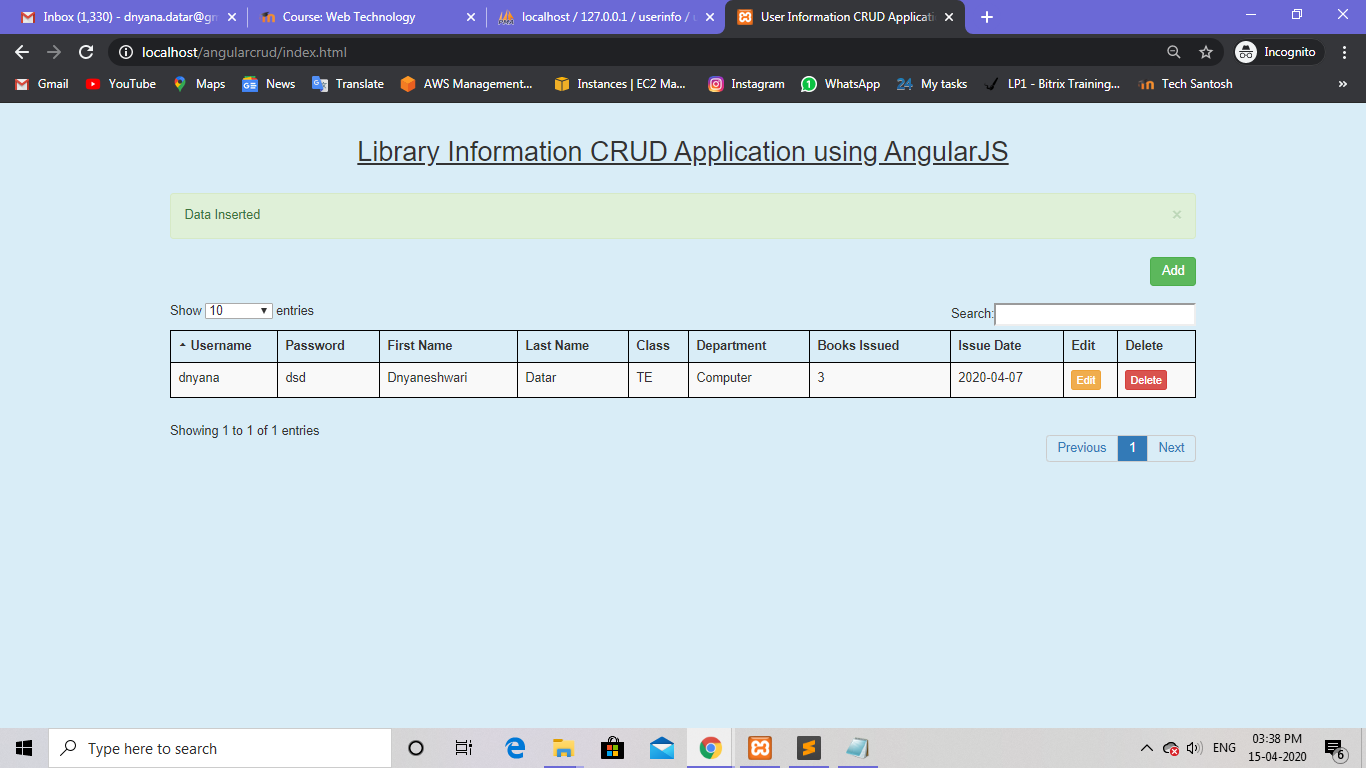 Inbox (1,330) - dnyana.datar@gm
Course: Web Technology
localhost / 127.0.0.1 / userinfo /
User Information CRUD Applicati
localhost/angularcrud/index.html
Incognito
Gmail
YouTube
Maps
News
Translate
AWS Management...
Instances | EC2 Ma...
Instagram
WhatsApp
24 My tasks
LP1 - Bitrix Training...
Tech Santosh
»
Library Information CRUD Application using AngularJS
Data Inserted ×
Add
Show 10 entries
Search:
Username Password First Name Last Name Class Department Books Issued Issue Date Edit Delete
dnyana dsd Dnyaneshwari Datar TE Computer 3 2020-04-07 Edit Delete
Showing 1 to 1 of 1 entries
Previous 1 Next
Type here to search
ENG
03:38 PM
15-04-2020
6